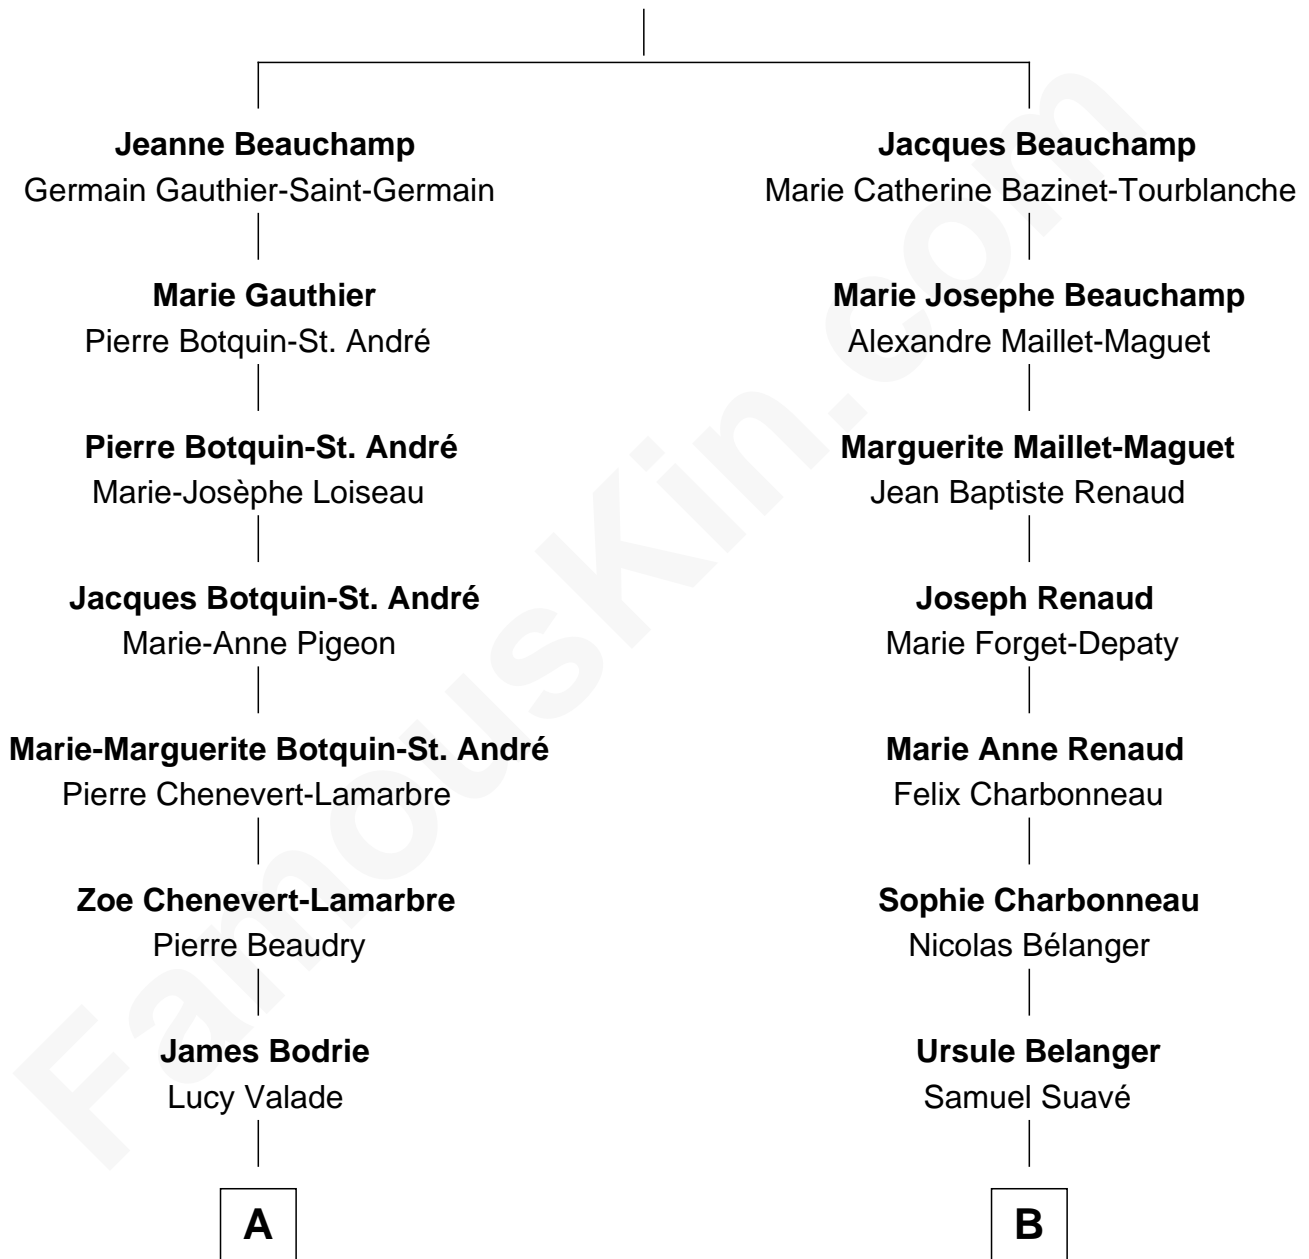 Jeanne Beauchamp
Germain Gauthier-Saint-Germain
Marie Gauthier
Pierre Botquin-St. André
Pierre Botquin-St. André
Marie-Josèphe Loiseau
Jacques Botquin-St. André
Marie-Anne Pigeon
Marie-Marguerite Botquin-St. André
Pierre Chenevert-Lamarbre
Zoe Chenevert-Lamarbre
Pierre Beaudry
James Bodrie
Lucy Valade
A
Jacques Beauchamp
Marie Catherine Bazinet-Tourblanche
Marie Josephe Beauchamp
Alexandre Maillet-Maguet
Marguerite Maillet-Maguet
Jean Baptiste Renaud
Joseph Renaud
Marie Forget-Depaty
Marie Anne Renaud
Felix Charbonneau
Sophie Charbonneau
Nicolas Bélanger
Ursule Belanger
Samuel Suavé
B
FamousKin.com